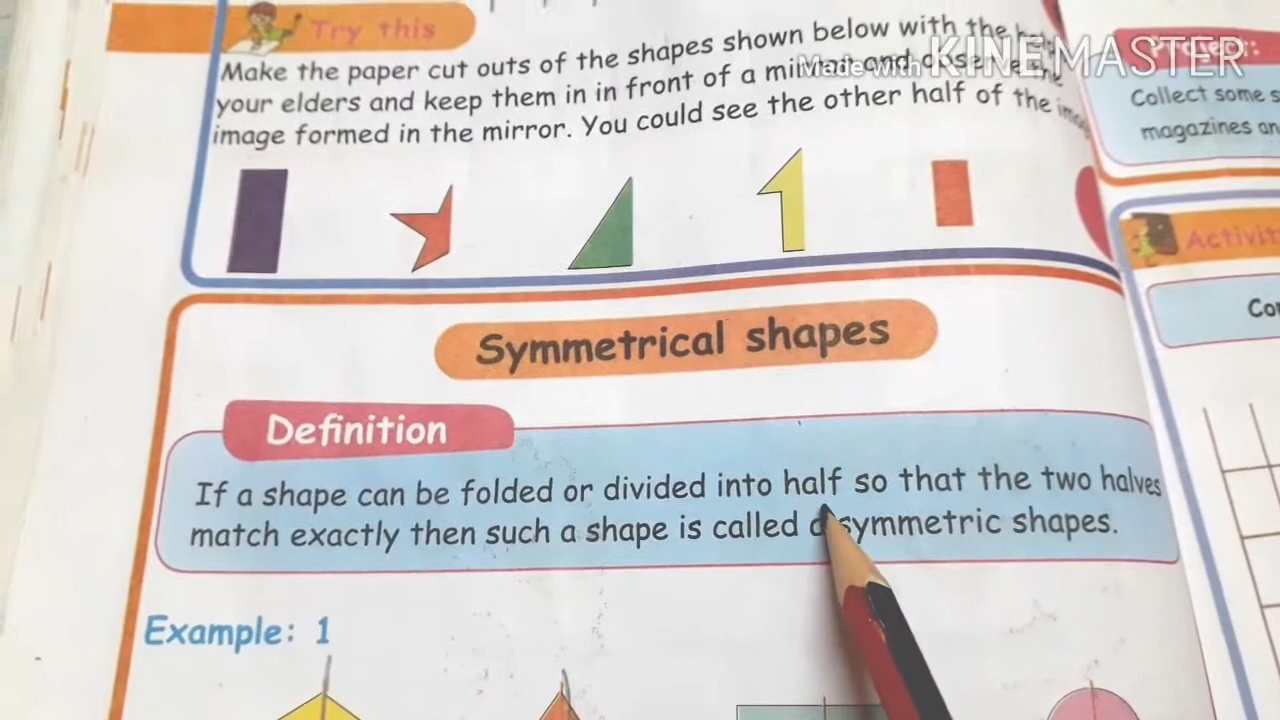 Try this
Make the paper cut outs of the shapes shown below with the
your elders and keep them in in front of a mirror and observe the
image formed in the mirror. You could see the other half of the
Made with KINEMASTER
Symmetrical shapes
Definition
If a shape can be folded or divided into half so that the two halves
match exactly then such a shape is called a symmetric shapes.
Example: 1
Project:
Collect some
magazines